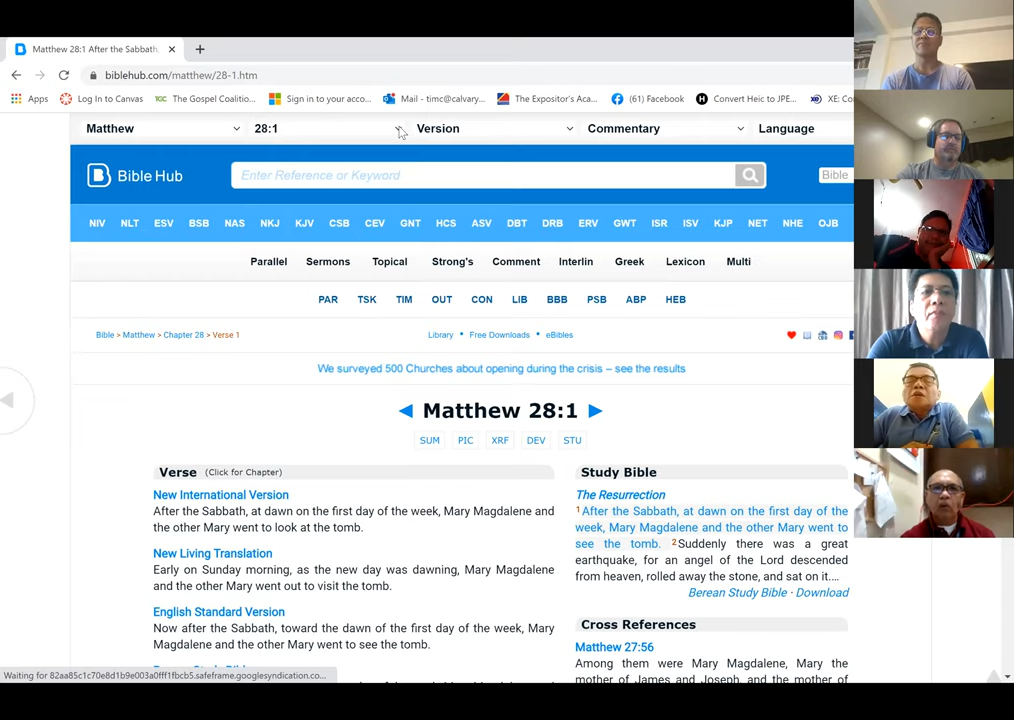 Matthew 28:1 After the Sabbath,
biblehub.com/matthew/28-1.htm
Apps Log In to Canvas TGC The Gospel Coalitio... Sign in to your acco... Mail - timc@calvary... The Expositor's Aca... (61) Facebook Convert Heic to JPE... XE: Co
Matthew 28:1 Version Commentary Language
Bible Hub Enter Reference or Keyword Bible
NIV NLT ESV BSB NAS NKJ KJV CSB CEV GNT HCS ASV DBT DRB ERV GWT ISR ISV KJP NET NHE OJB
Parallel Sermons Topical Strong's Comment Interlin Greek Lexicon Multi
PAR TSK TIM OUT CON LIB BBB PSB ABP HEB
Bible > Matthew > Chapter 28 > Verse 1 Library • Free Downloads • eBibles
We surveyed 500 Churches about opening during the crisis – see the results
◄ Matthew 28:1 ►
SUM PIC XRF DEV STU
Verse (Click for Chapter)
New International Version
After the Sabbath, at dawn on the first day of the week, Mary Magdalene and
the other Mary went to look at the tomb.
New Living Translation
Early on Sunday morning, as the new day was dawning, Mary Magdalene
and the other Mary went out to visit the tomb.
English Standard Version
Now after the Sabbath, toward the dawn of the first day of the week, Mary
Magdalene and the other Mary went to see the tomb.
Study Bible
The Resurrection
1After the Sabbath, at dawn on the first day of the
week, Mary Magdalene and the other Mary went to
see the tomb. 2Suddenly there was a great
earthquake, for an angel of the Lord descended
from heaven, rolled away the stone, and sat on it.…
Berean Study Bible · Download
Cross References
Matthew 27:56
Among them were Mary Magdalene, Mary the
mother of James and Joseph, and the mother of
Waiting for 82aa85c1c70e8d1b9e003a0fff1fbcb5.safeframe.googlesyndication.co...